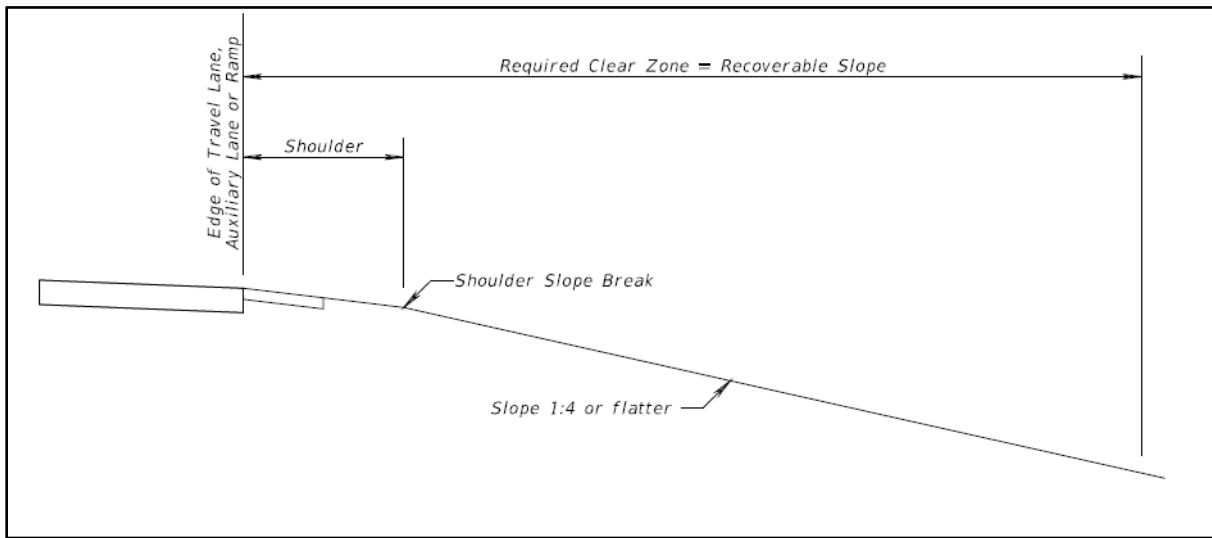 Edge of Travel Lane,
Auxiliary Lane or Ramp
Required Clear Zone = Recoverable Slope
Shoulder
Shoulder Slope Break
Slope 1:4 or flatter